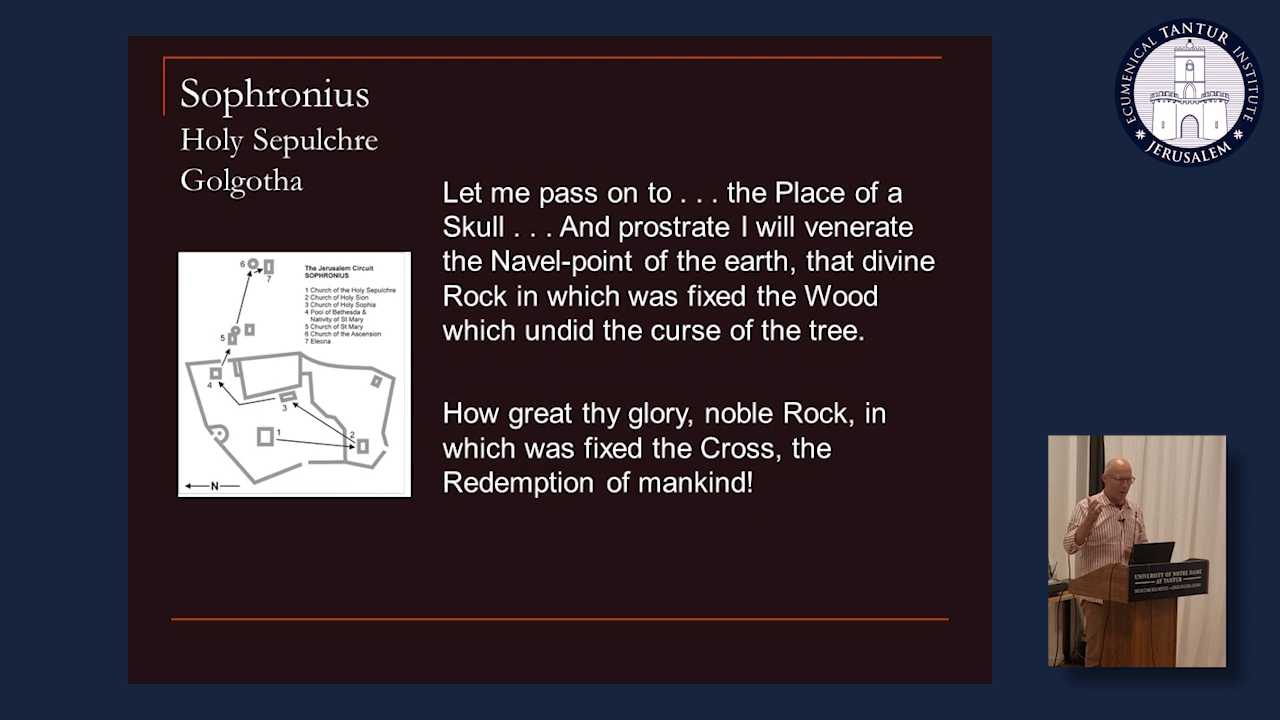 Sophronius
Holy Sepulchre
Golgotha
Let me pass on to . . . the Place of a
Skull . . . And prostrate I will venerate
the Navel-point of the earth, that divine
Rock in which was fixed the Wood
which undid the curse of the tree.
How great thy glory, noble Rock, in
which was fixed the Cross, the
Redemption of mankind!
The Jerusalem Circuit
SOPHRONIUS
1 Church of the Holy Sepulchre
2 Church of Holy Sion
3 Church of Holy Sophia
4 Pool of Bethesda &
Nativity of St Mary
5 Church of St Mary
6 Church of the Ascension
7 Eleona
6
7
5
4
3
1
2
N
ECUMENICAL TANTUR INSTITUTE
JERUSALEM
UNIVERSITY OF NOTRE DAME
AT TANTUR